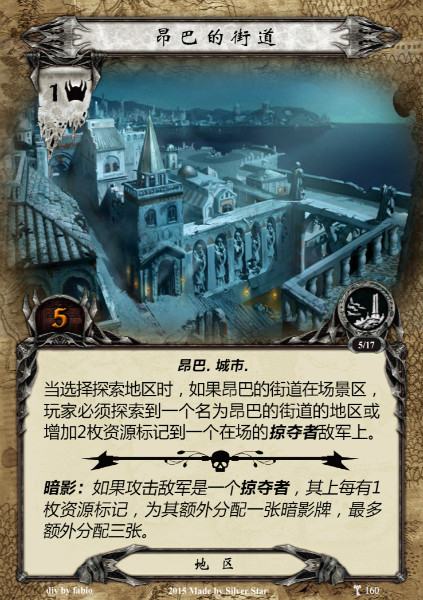 昂巴的街道
1
5
5/17
昂巴. 城市.
当选择探索地区时，如果昂巴的街道在场景区，
玩家必须探索到一个名为昂巴的街道的地区或
增加2枚资源标记到一个在场的掠夺者敌军上。
暗影：如果攻击敌军是一个掠夺者，其上每有1
枚资源标记，为其额外分配一张暗影牌，最多
额外分配三张。
地区
diy by fabio 2015 Made by Silver Star 160